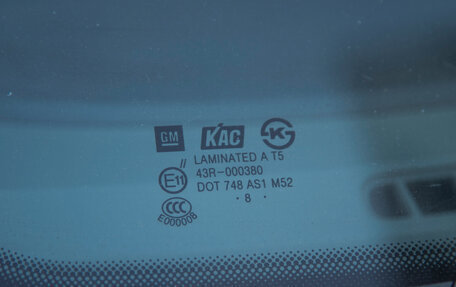 GM KAC K
// LAMINATED A T5
E11 43R-000380
DOT 748 AS1 M52
CCC · 8 ·
E000008